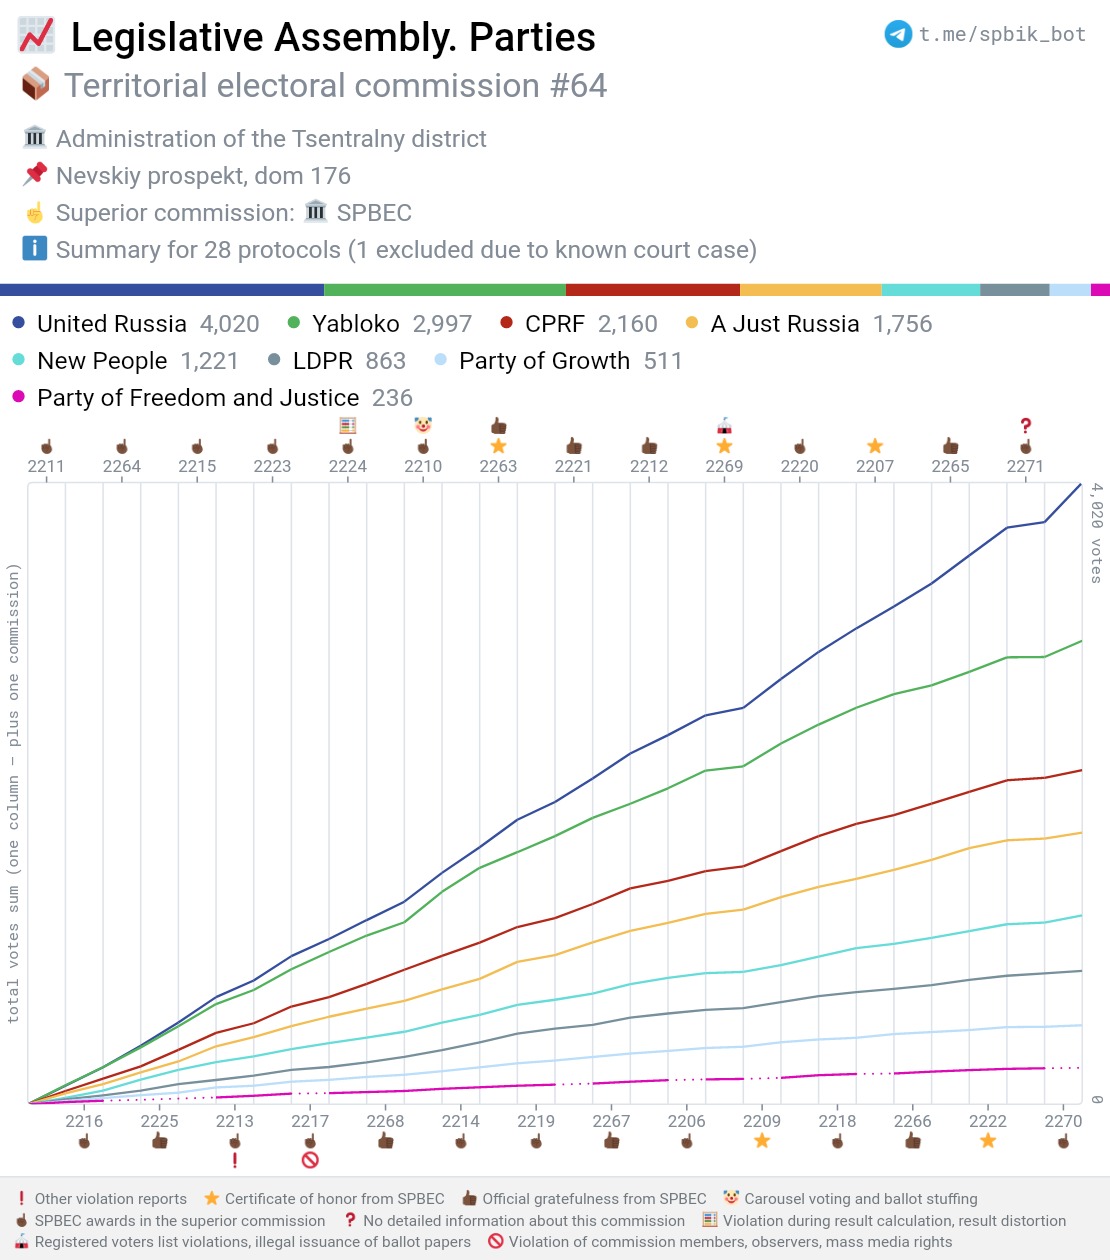 Legislative Assembly. Parties
t.me/spbik_bot
Territorial electoral commission #64
Administration of the Tsentralny district
Nevskiy prospekt, dom 176
Superior commission: SPBEC
Summary for 28 protocols (1 excluded due to known court case)
United Russia 4,020 Yabloko 2,997 CPRF 2,160 A Just Russia 1,756
New People 1,221 LDPR 863 Party of Growth 511
Party of Freedom and Justice 236
2211 2264 2215 2223 2224 2210 2263 2221 2212 2269 2220 2207 2265 2271
4,020 votes
total votes sum (one column – plus one commission)
0
2216 2225 2213 2217 2268 2214 2219 2267 2206 2209 2218 2266 2222 2270
Other violation reports Certificate of honor from SPBEC Official gratefulness from SPBEC Carousel voting and ballot stuffing
SPBEC awards in the superior commission No detailed information about this commission Violation during result calculation, result distortion
Registered voters list violations, illegal issuance of ballot papers Violation of commission members, observers, mass media rights